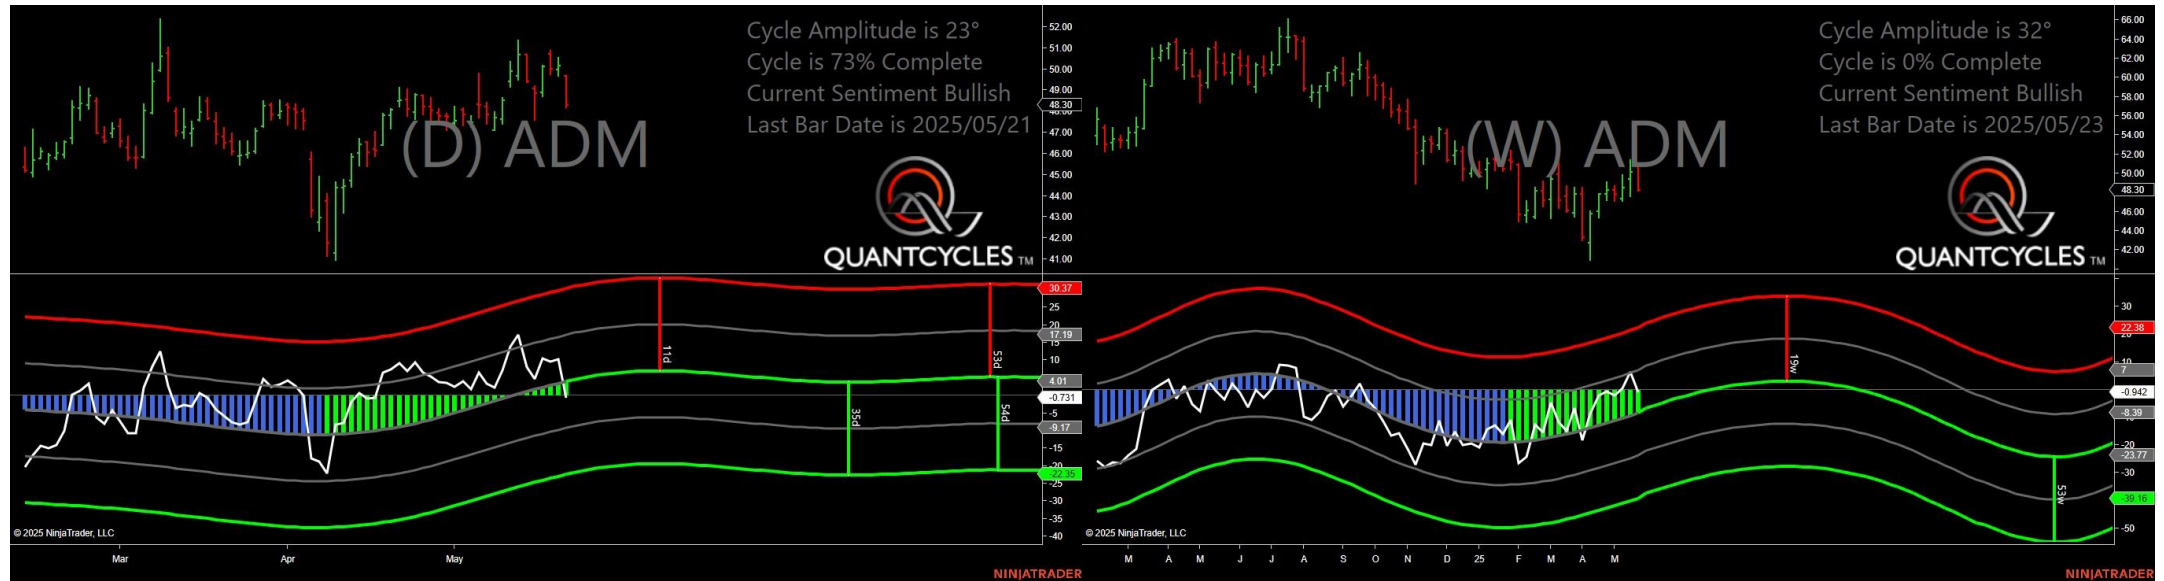 Cycle Amplitude is 23°
Cycle is 73% Complete
Current Sentiment Bullish
Last Bar Date is 2025/05/21
(D) ADM
QUANTCYCLES TM
52.00
51.00
50.00
49.00
48.30
47.00
46.00
45.00
44.00
43.00
42.00
41.00
11d
35d
53d
54d
30.37
25
20
17.19
15
10
4.01
-0.731
-5
-9.17
-15
-22.35
-25
-30
-35
-40
© 2025 NinjaTrader, LLC
Mar Apr May
NINJATRADER
Cycle Amplitude is 32°
Cycle is 0% Complete
Current Sentiment Bullish
Last Bar Date is 2025/05/23
(W) ADM
QUANTCYCLES TM
66.00
64.00
62.00
60.00
58.00
56.00
54.00
52.00
50.00
48.30
46.00
44.00
42.00
19w
53w
30
22.38
10
7
-0.942
-8.39
-20
-23.77
-30
-39.16
-50
© 2025 NinjaTrader, LLC
M A M J J A S O N D 25 F M A M
NINJATRADER